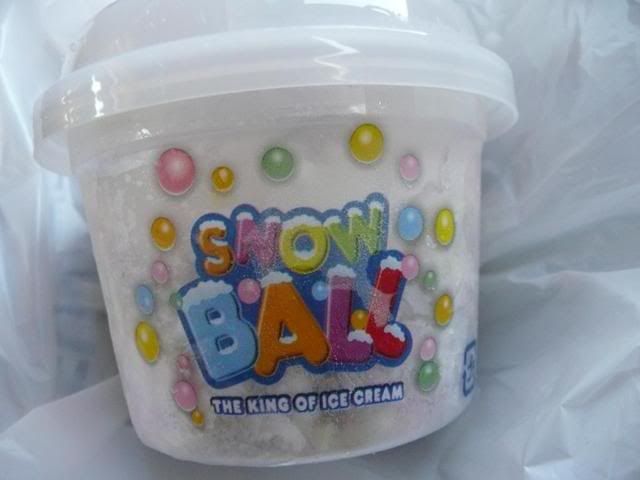 SNOW
BALL
THE KING OF ICE CREAM